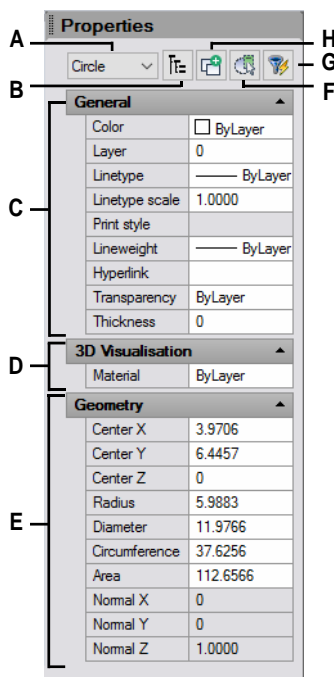 Properties
A
H
Circle
G
B
F
General
Color ByLayer
Layer 0
Linetype ByLayer
Linetype scale 1.0000
C
Print style
Lineweight ByLayer
Hyperlink
Transparency ByLayer
Thickness 0
3D Visualisation
D
Material ByLayer
Geometry
Center X 3.9706
Center Y 6.4457
Center Z 0
Radius 5.9883
Diameter 11.9766
E
Circumference 37.6256
Area 112.6566
Normal X 0
Normal Y 0
Normal Z 1.0000